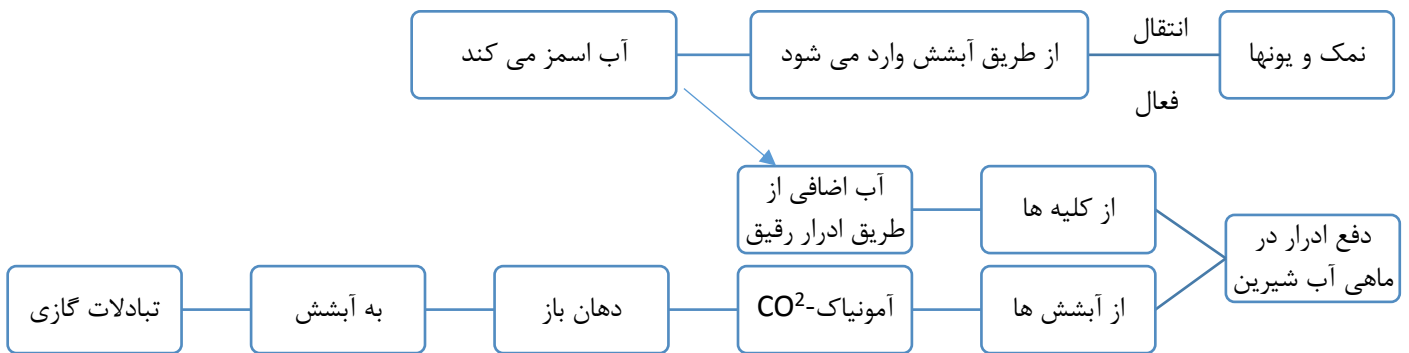 نمک و یونها
انتقال
فعال
از طریق آبشش وارد می شود
آب اسمز می کند
دفع ادرار در
ماهی آب شیرین
از کلیه ها
آب اضافی از
طریق ادرار رقیق
از آبشش ها
آمونیاک-CO²
دهان باز
به آبشش
تبادلات گازی